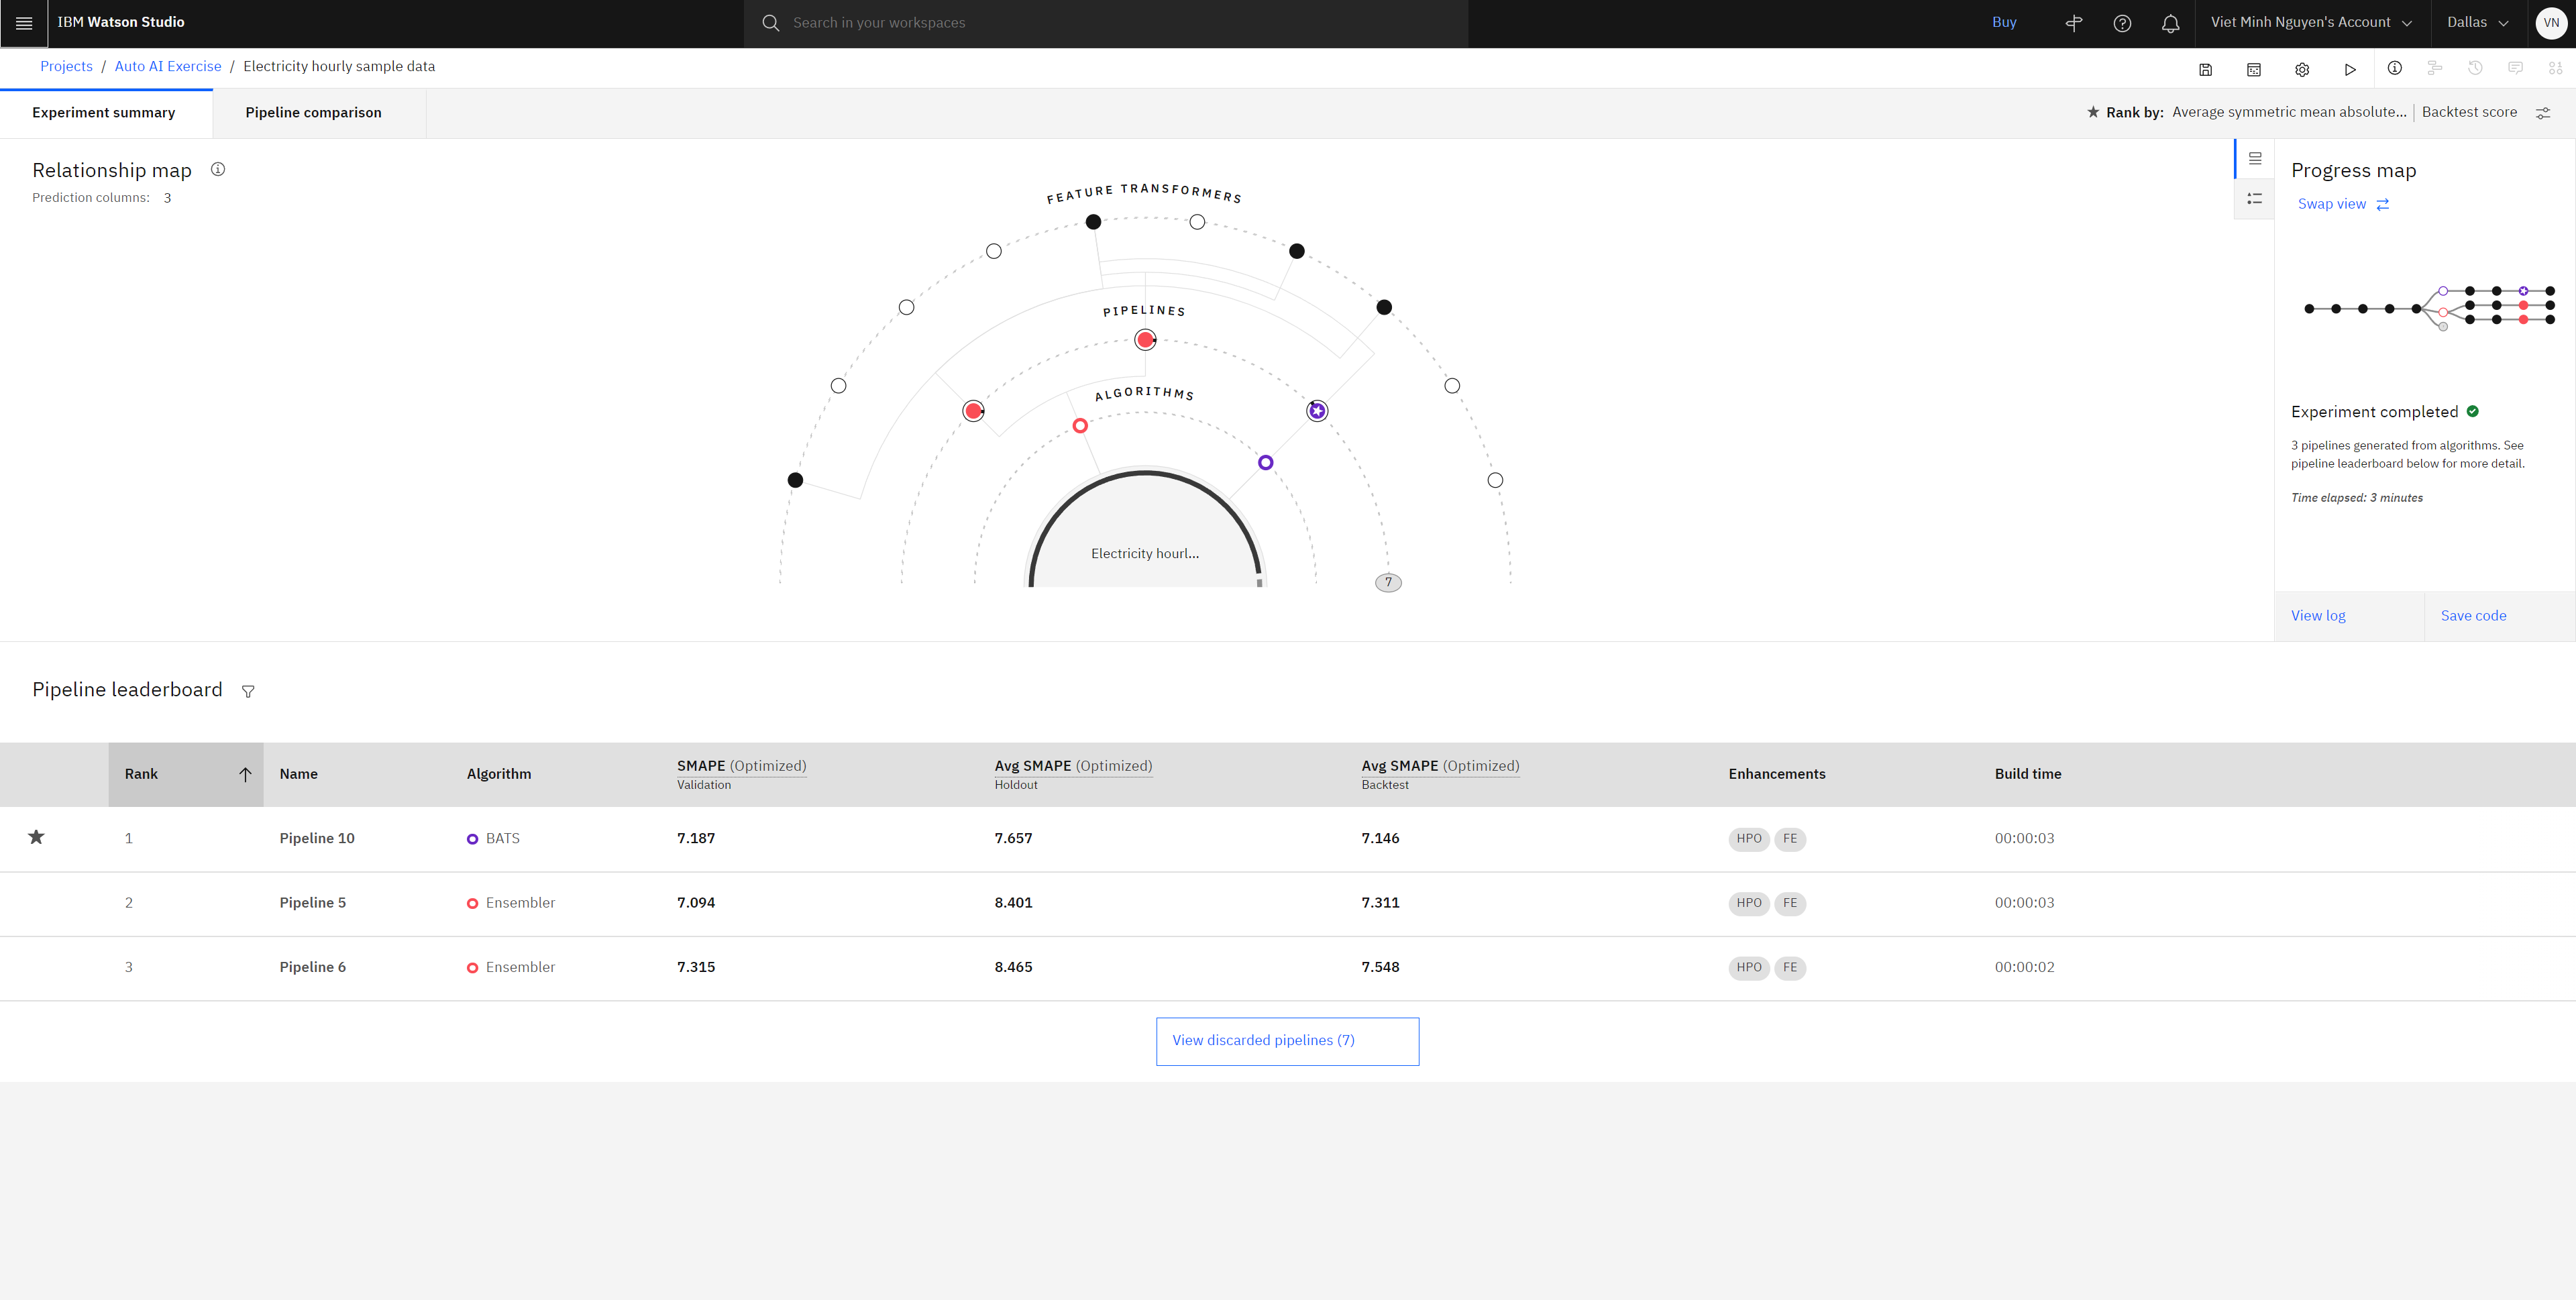 IBM Watson Studio
Search in your workspaces
Buy
Viet Minh Nguyen's Account
Dallas
VN
Projects / Auto AI Exercise / Electricity hourly sample data
Experiment summary
Pipeline comparison
Rank by: Average symmetric mean absolute... | Backtest score
Relationship map
Prediction columns: 3
FEATURE TRANSFORMERS
PIPELINES
ALGORITHMS
Electricity hourl...
7
Progress map
Swap view
Experiment completed
3 pipelines generated from algorithms. See
pipeline leaderboard below for more detail.
Time elapsed: 3 minutes
View log
Save code
Pipeline leaderboard
Rank Name Algorithm SMAPE (Optimized) Avg SMAPE (Optimized) Avg SMAPE (Optimized) Enhancements Build time
Validation Holdout Backtest
1 Pipeline 10 BATS 7.187 7.657 7.146 HPO FE 00:00:03
2 Pipeline 5 Ensembler 7.094 8.401 7.311 HPO FE 00:00:03
3 Pipeline 6 Ensembler 7.315 8.465 7.548 HPO FE 00:00:02
View discarded pipelines (7)